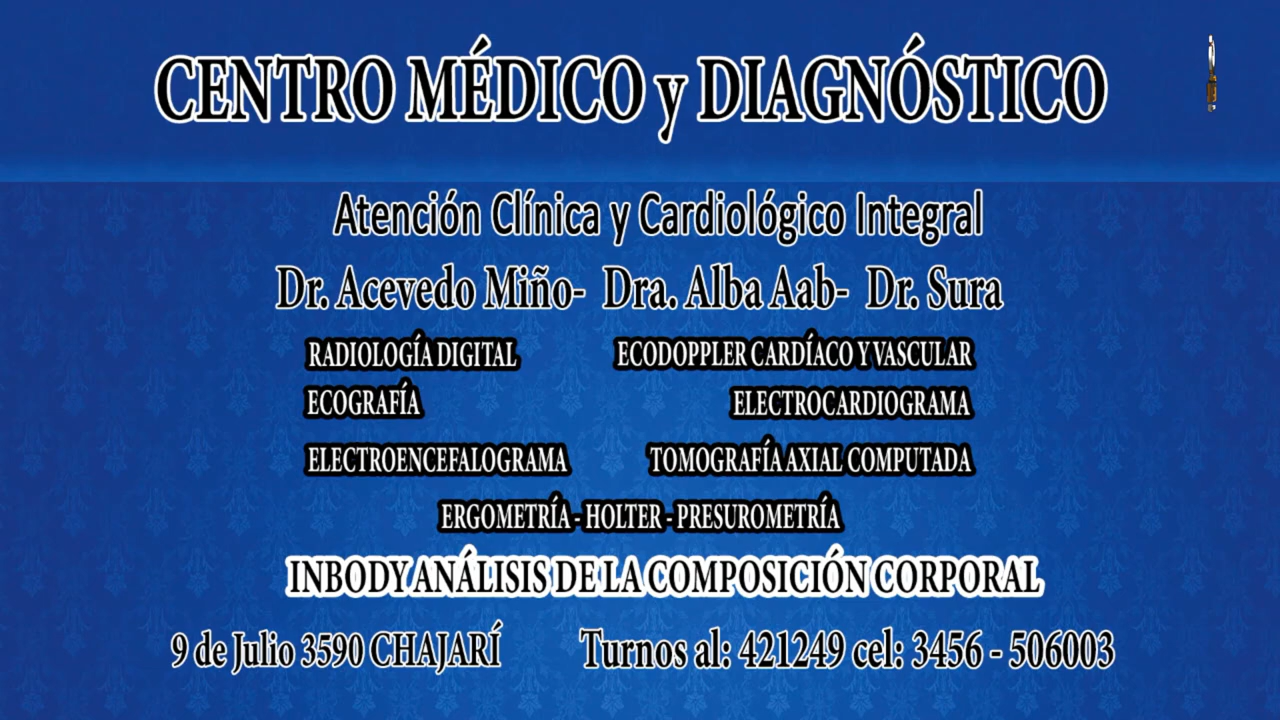 CENTRO MÉDICO y DIAGNÓSTICO
Atención Clínica y Cardiológico Integral
Dr. Acevedo Miño- Dra. Alba Aab- Dr. Sura
RADIOLOGÍA DIGITAL ECODOPPLER CARDÍACO Y VASCULAR
ECOGRAFÍA ELECTROCARDIOGRAMA
ELECTROENCEFALOGRAMA TOMOGRAFÍA AXIAL COMPUTADA
ERGOMETRÍA - HOLTER - PRESUROMETRÍA
INBODY ANÁLISIS DE LA COMPOSICIÓN CORPORAL
9 de Julio 3590 CHAJARÍ Turnos al: 421249 cel: 3456 - 506003